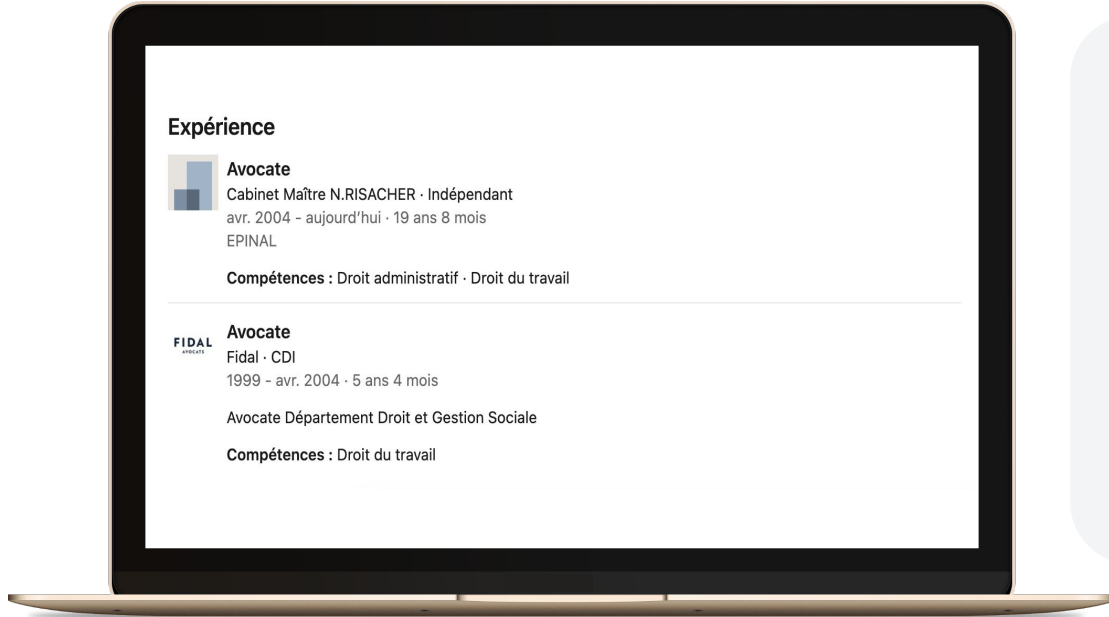 Expérience
Avocate
Cabinet Maître N.RISACHER · Indépendant
avr. 2004 - aujourd'hui · 19 ans 8 mois
EPINAL
Compétences : Droit administratif · Droit du travail
FIDAL
AVOCATS
Avocate
Fidal · CDI
1999 - avr. 2004 · 5 ans 4 mois
Avocate Département Droit et Gestion Sociale
Compétences : Droit du travail